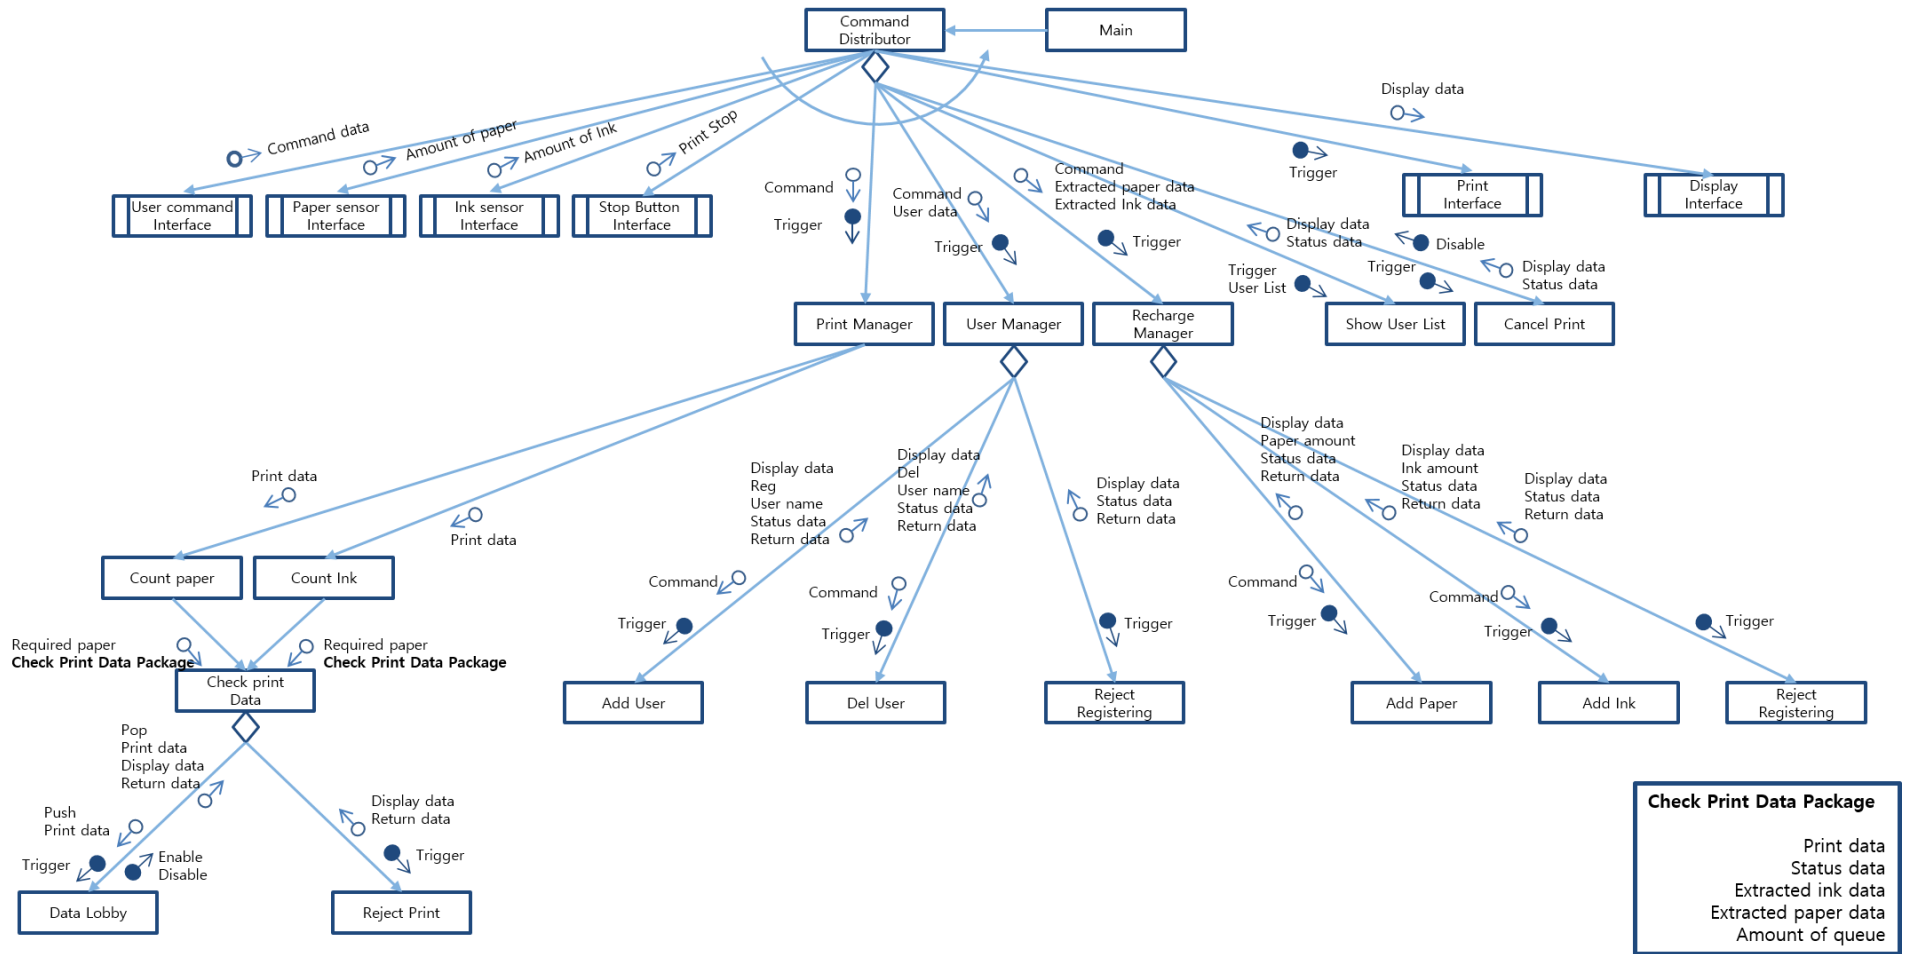 Command
Distributor
Main
Display data
Command data
Amount of paper
Amount of Ink
Print Stop
Trigger
User command
Interface
Paper sensor
Interface
Ink sensor
Interface
Stop Button
Interface
Print
Interface
Display
Interface
Command
Trigger
Command
User data
Trigger
Command
Extracted paper data
Extracted Ink data
Trigger
Display data
Status data
Trigger
User List
Disable
Trigger
Display data
Status data
Print Manager
User Manager
Recharge
Manager
Show User List
Cancel Print
Print data
Print data
Display data
Reg
User name
Status data
Return data
Display data
Del
User name
Status data
Return data
Display data
Status data
Return data
Display data
Paper amount
Status data
Return data
Display data
Ink amount
Status data
Return data
Display data
Status data
Return data
Count paper
Count Ink
Command
Trigger
Command
Trigger
Trigger
Command
Trigger
Command
Trigger
Trigger
Required paper
Check Print Data Package
Required paper
Check Print Data Package
Check print
Data
Add User
Del User
Reject
Registering
Add Paper
Add Ink
Reject
Registering
Pop
Print data
Display data
Return data
Push
Print data
Trigger
Enable
Disable
Display data
Return data
Trigger
Data Lobby
Reject Print
Check Print Data Package
Print data
Status data
Extracted ink data
Extracted paper data
Amount of queue